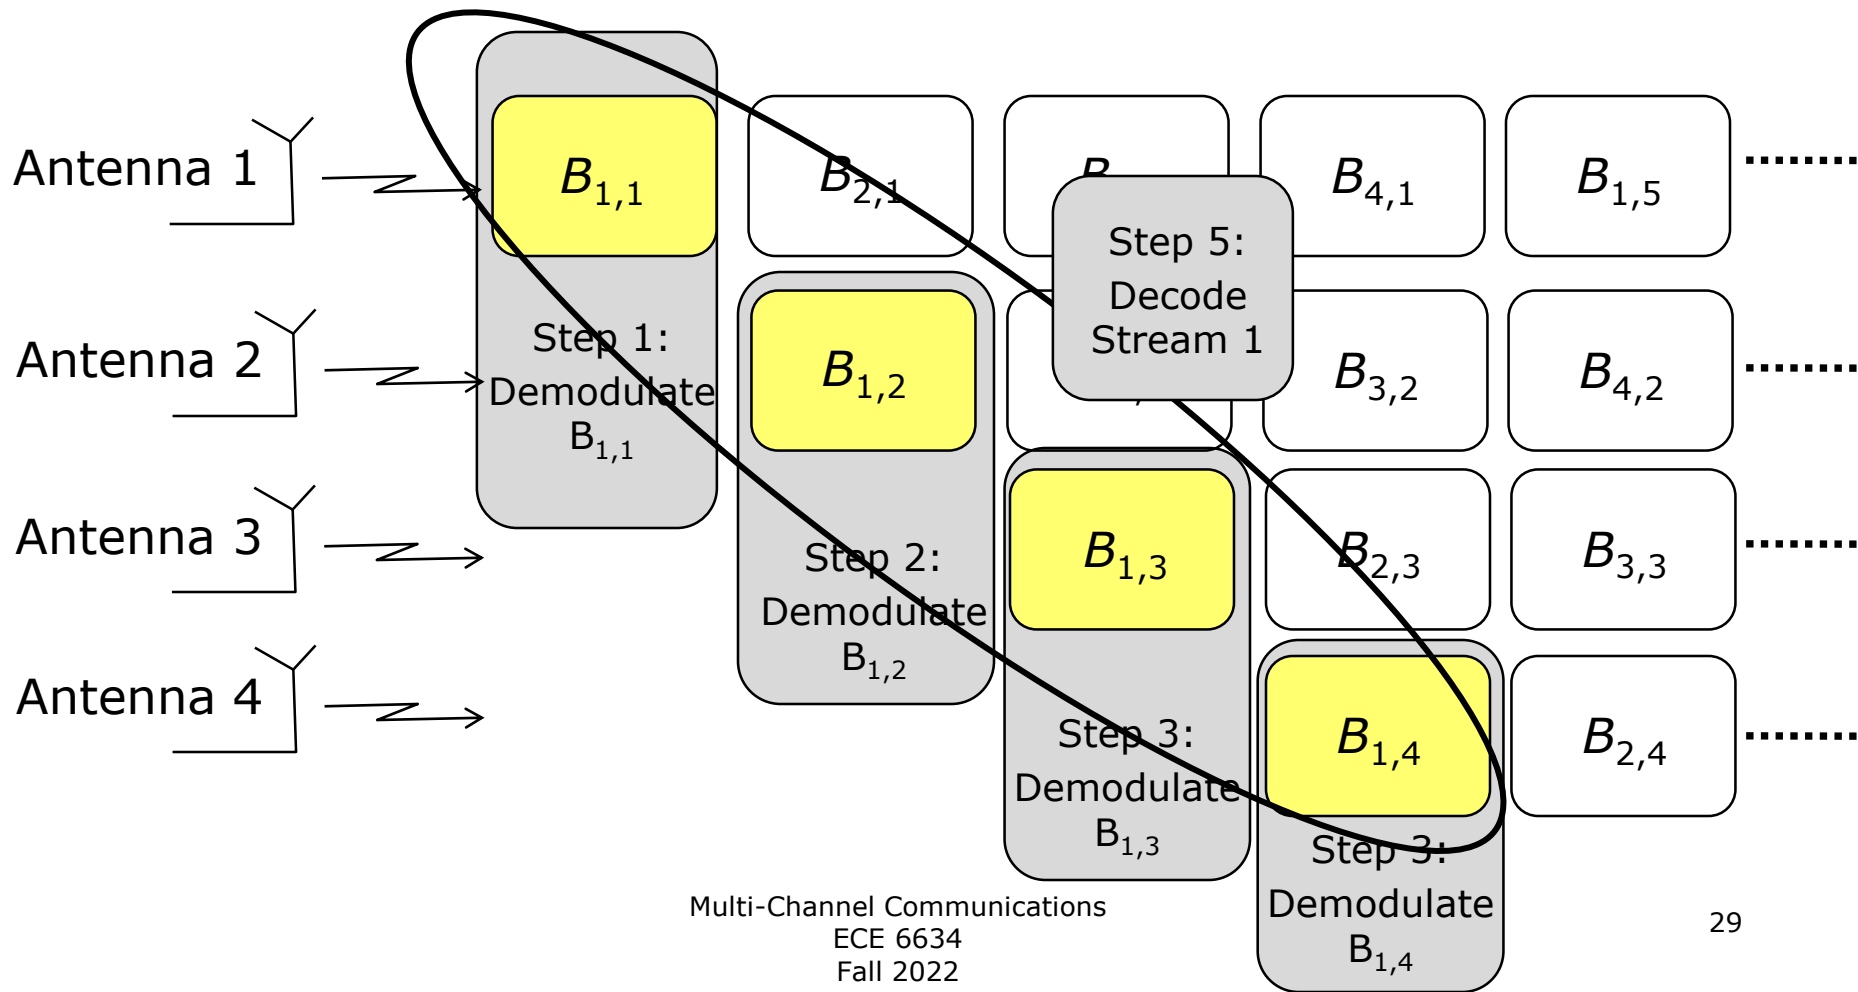 Antenna 1
B1,1
B2,1
B
B4,1
B1,5
........
Step 5:
Decode
Stream 1
Antenna 2
Step 1:
Demodulate
B1,1
B1,2
B3,2
B4,2
........
Antenna 3
Step 2:
Demodulate
B1,2
B1,3
B2,3
B3,3
........
Antenna 4
Step 3:
Demodulate
B1,3
B1,4
B2,4
........
Step 3:
Demodulate
B1,4
Multi-Channel Communications
ECE 6634
Fall 2022
29